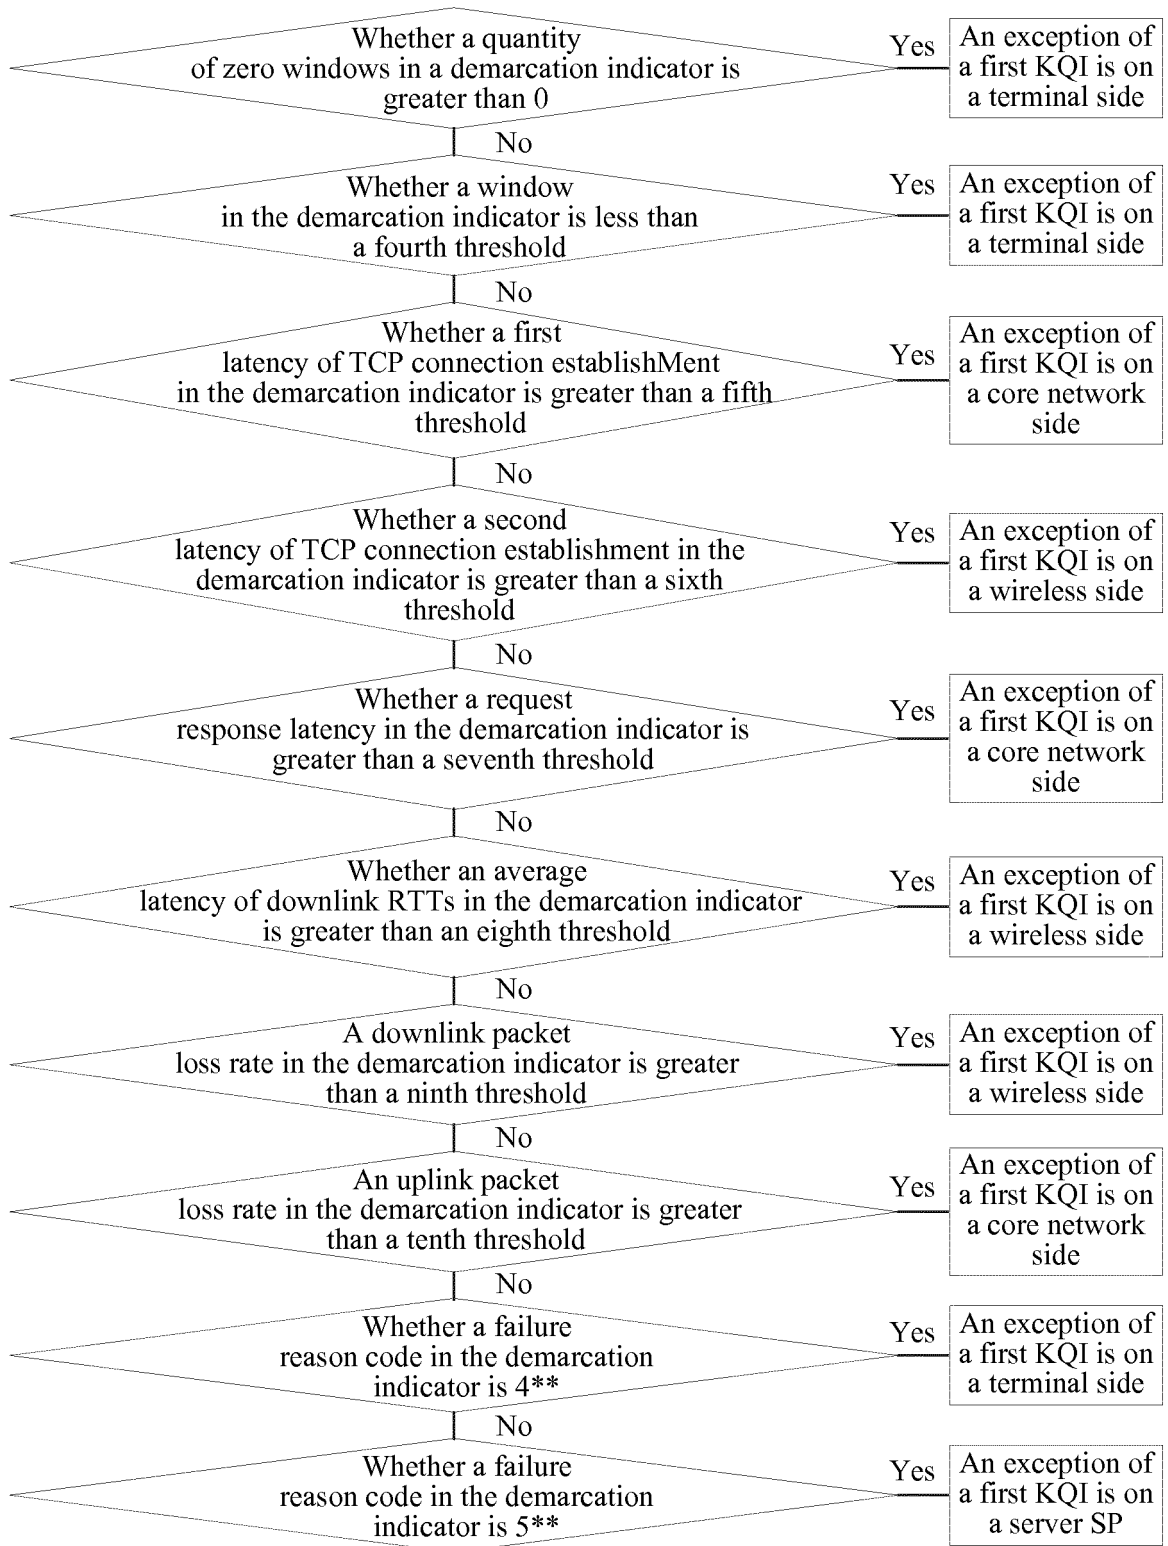 Whether a quantity
of zero windows in a demarcation indicator is
greater than 0
Yes
An exception of
a first KQI is on
a terminal side
No
Whether a window
in the demarcation indicator is less than
a fourth threshold
Yes
An exception of
a first KQI is on
a terminal side
No
Whether a first
latency of TCP connection establishMent
in the demarcation indicator is greater than a fifth
threshold
Yes
An exception of
a first KQI is on
a core network
side
No
Whether a second
latency of TCP connection establishment in the
demarcation indicator is greater than a sixth
threshold
Yes
An exception of
a first KQI is on
a wireless side
No
Whether a request
response latency in the demarcation indicator is
greater than a seventh threshold
Yes
An exception of
a first KQI is on
a core network
side
No
Whether an average
latency of downlink RTTs in the demarcation indicator
is greater than an eighth threshold
Yes
An exception of
a first KQI is on
a wireless side
No
A downlink packet
loss rate in the demarcation indicator is greater
than a ninth threshold
Yes
An exception of
a first KQI is on
a wireless side
No
An uplink packet
loss rate in the demarcation indicator is greater
than a tenth threshold
Yes
An exception of
a first KQI is on
a core network
side
No
Whether a failure
reason code in the demarcation
indicator is 4**
Yes
An exception of
a first KQI is on
a terminal side
No
Whether a failure
reason code in the demarcation
indicator is 5**
Yes
An exception of
a first KQI is on
a server SP